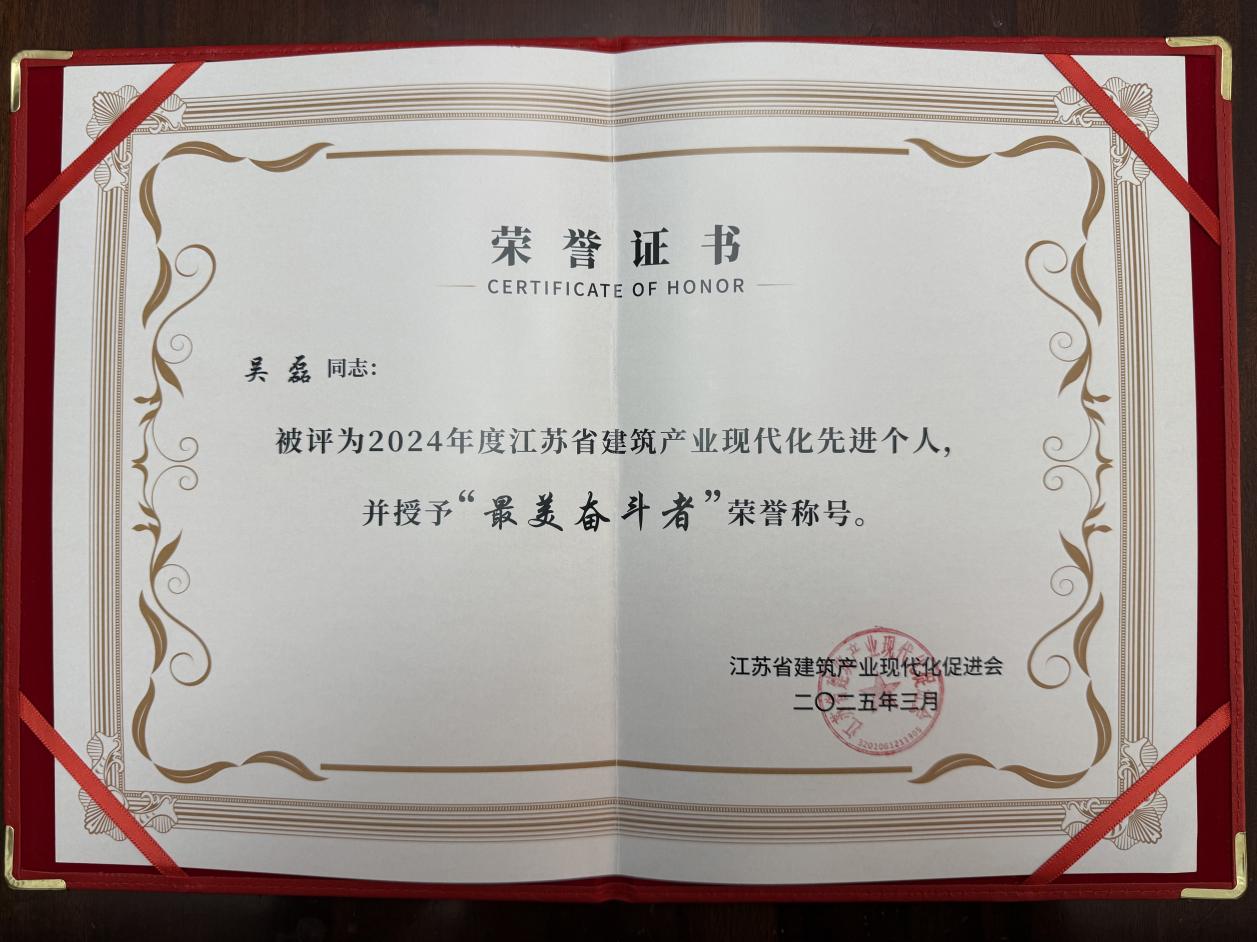 荣誉证书
CERTIFICATE OF HONOR
吴 磊 同志：
被评为2024年度江苏省建筑产业现代化先进个人，
并授予“最美奋斗者”荣誉称号。
江苏省建筑产业现代化促进会
二〇二五年三月